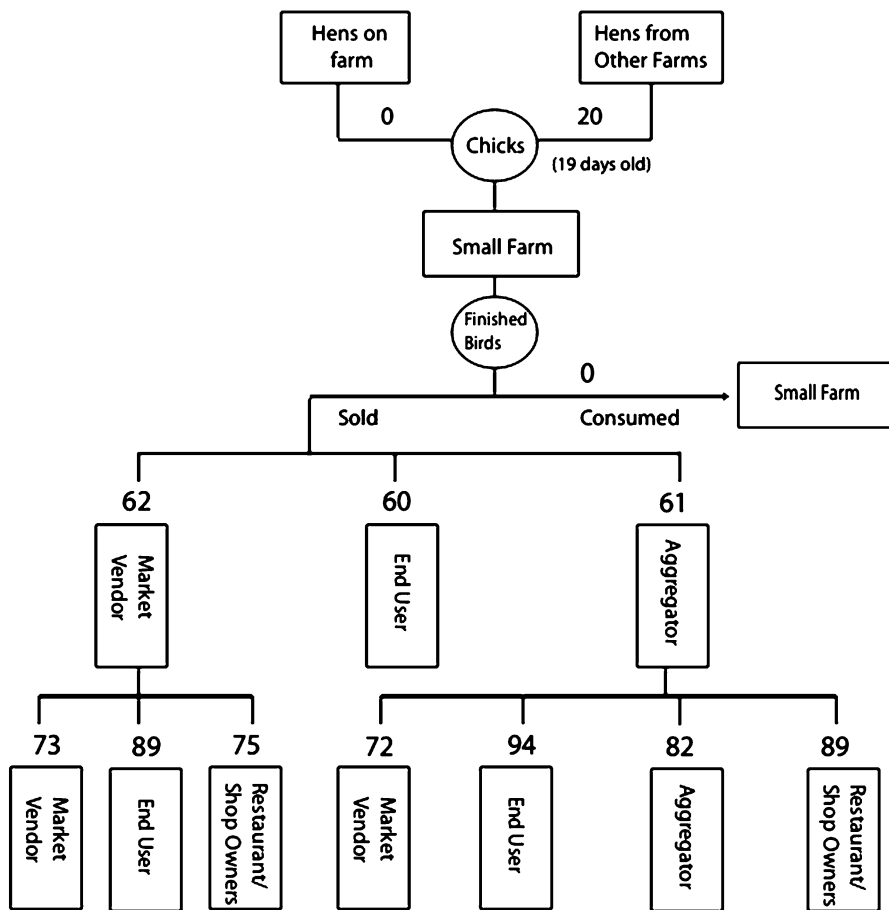 Hens on
farm
Hens from
Other Farms
0
20
Chicks
(19 days old)
Small Farm
Finished
Birds
0
Small Farm
Sold
Consumed
62
60
61
Market
Vendor
End User
Aggregator
73
89
75
72
94
82
89
Market
Vendor
End User
Restaurant/
Shop Owners
Market
Vendor
End User
Aggregator
Restaurant/
Shop Owners